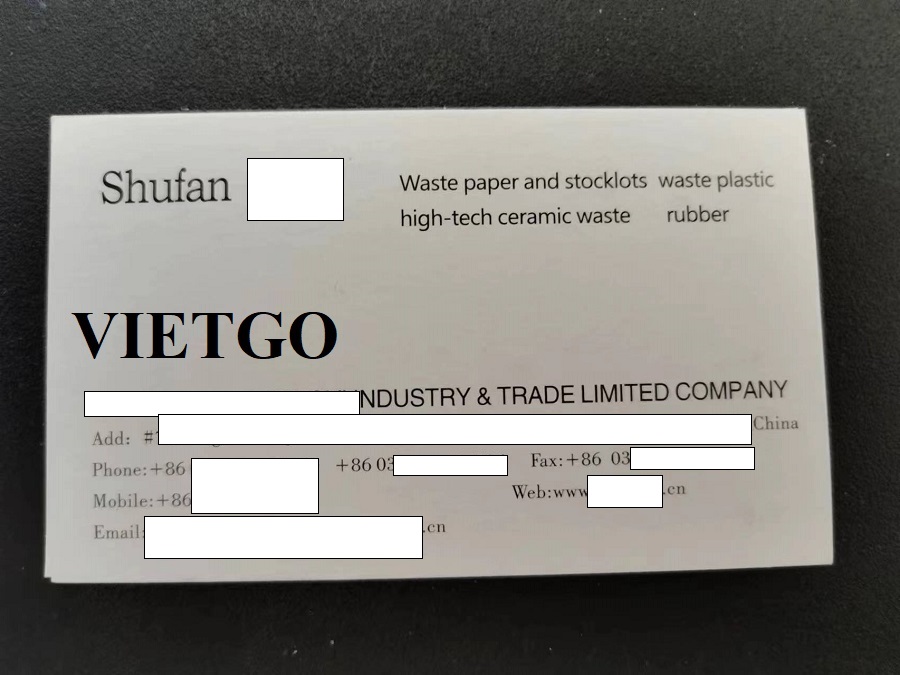 Shufan
Waste paper and stocklots waste plastic
high-tech ceramic waste rubber
VIETGO
INDUSTRY & TRADE LIMITED COMPANY
Add: # China
Phone:+86 +86 03 Fax:+86 03
Mobile:+86 Web:www .cn
Email: .cn